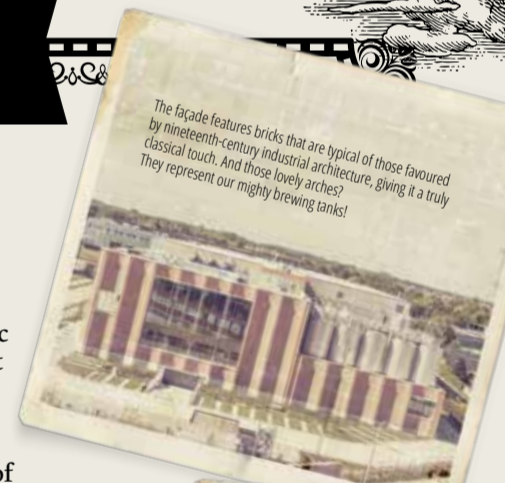 The façade features bricks that are typical of those favoured
by nineteenth-century industrial architecture, giving it a truly
classical touch. And those lovely arches?
They represent our mighty brewing tanks!
c
t
of